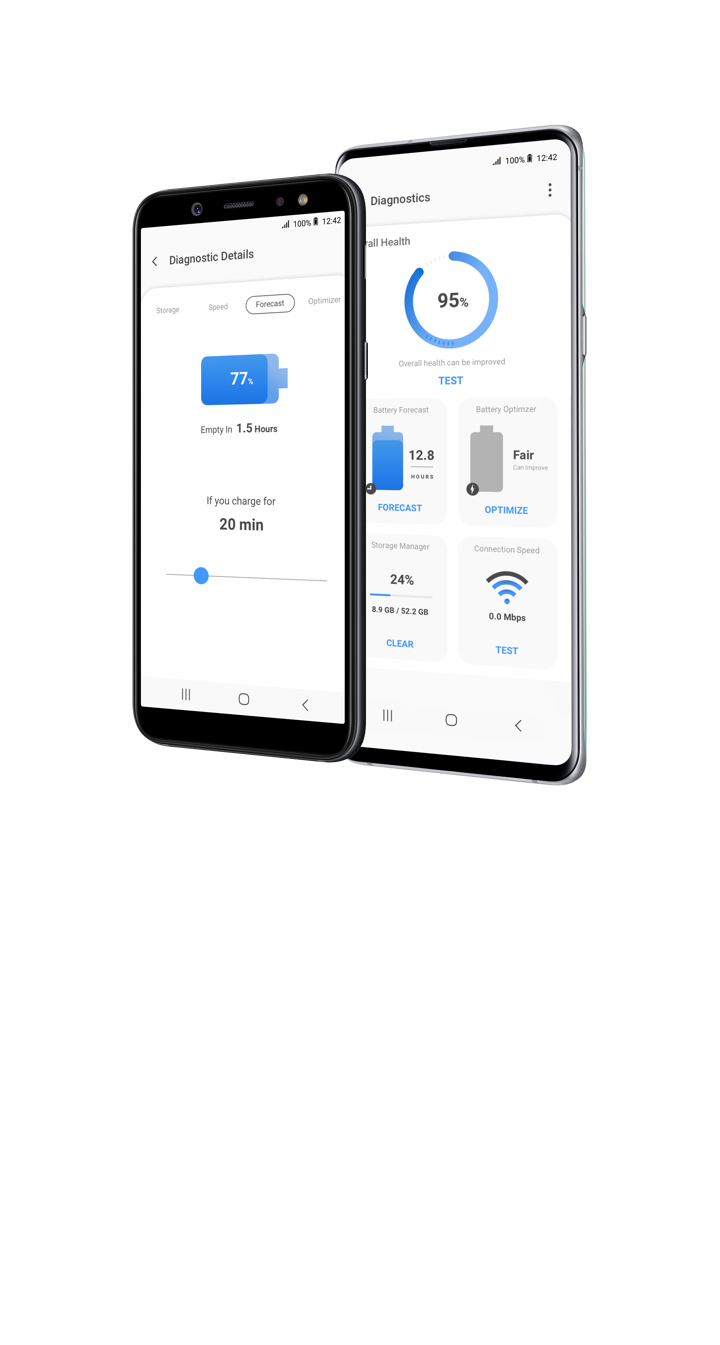 100% 12:42
Diagnostic Details
Storage Speed Forecast Optimizer
77%
Empty In 1.5 Hours
If you charge for
20 min
100% 12:42
Diagnostics
rall Health
95%
Overall health can be improved
TEST
Battery Forecast
12.8
HOURS
FORECAST
Battery Optimzer
Fair
Can Improve
OPTIMIZE
Storage Manager
24%
8.9 GB / 52.2 GB
CLEAR
Connection Speed
0.0 Mbps
TEST